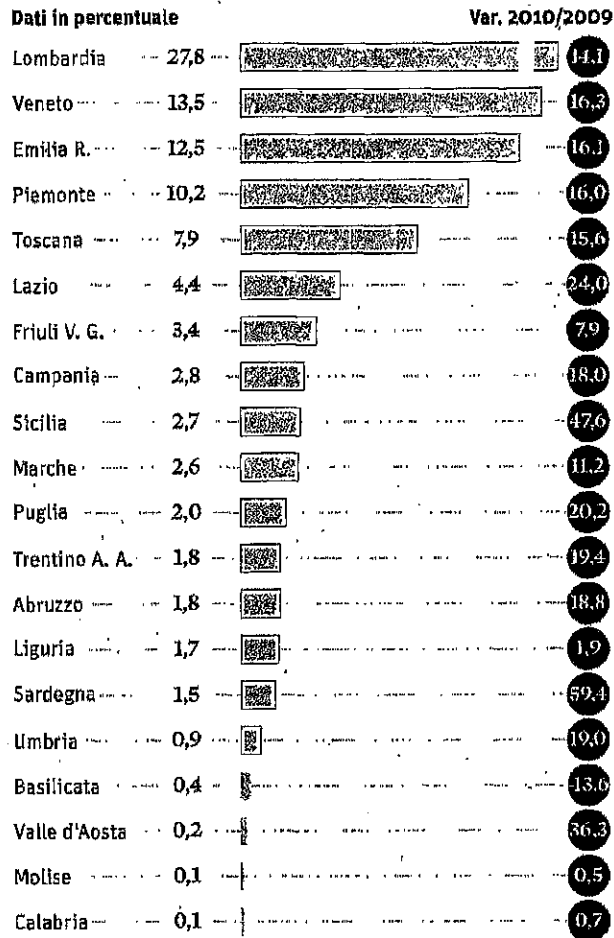 Dati in percentuale Var. 2010/2009
Lombardia 27,8 14,1
Veneto 13,5 16,3
Emilia R. 12,5 16,1
Piemonte 10,2 16,0
Toscana 7,9 15,6
Lazio 4,4 24,0
Friuli V. G. 3,4 7,9
Campania 2,8 18,0
Sicilia 2,7 47,6
Marche 2,6 11,2
Puglia 2,0 20,2
Trentino A. A. 1,8 19,4
Abruzzo 1,8 18,8
Liguria 1,7 1,9
Sardegna 1,5 59,4
Umbria 0,9 19,0
Basilicata 0,4 -13,6
Valle d'Aosta 0,2 36,3
Molise 0,1 0,5
Calabria 0,1 0,7